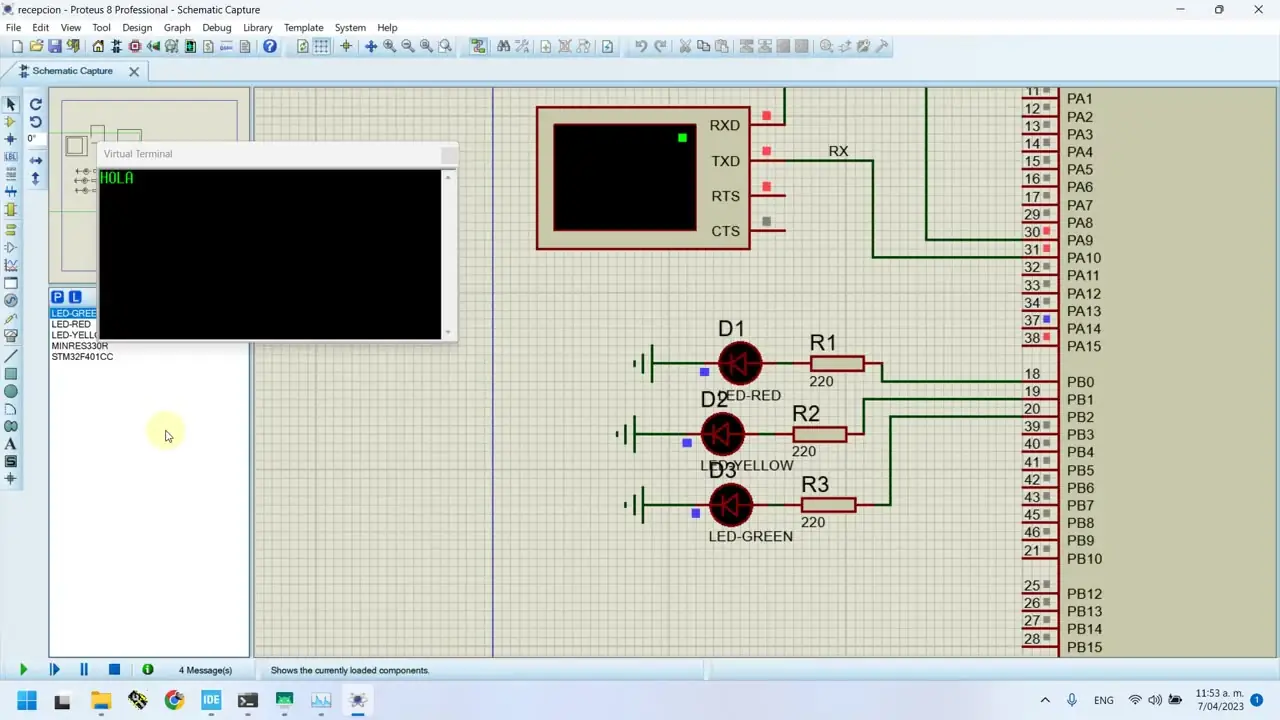 recepcion - Proteus 8 Professional - Schematic Capture
File Edit View Tool Design Graph Debug Library Template System Help
Schematic Capture
0°
Virtual Terminal
HOLA
P L
LED-GREE
LED-RED
LED-YELLO
MINRES330R
STM32F401CC
RXD
TXD
RTS
CTS
RX
D1
LED-RED
R1
220
D2
LED-YELLOW
R2
220
D3
LED-GREEN
R3
220
11 PA1
12 PA2
13 PA3
14 PA4
15 PA5
16 PA6
17 PA7
29 PA8
30 PA9
31 PA10
32 PA11
33 PA12
34 PA13
37 PA14
38 PA15
18 PB0
19 PB1
20 PB2
39 PB3
40 PB4
41 PB5
42 PB6
43 PB7
45 PB8
46 PB9
21 PB10
25 PB12
26 PB13
27 PB14
28 PB15
4 Message(s)
Shows the currently loaded components.
IDE
ENG
11:53 a. m.
7/04/2023
1